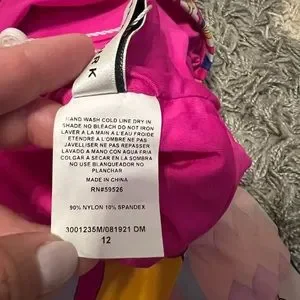 RK
HAND WASH COLD LINE DRY IN
SHADE NO BLEACH DO NOT IRON
LAVER A LA MAIN A L'EAU FROIDE
ETENDRE A L'OMBRE NE PAS
JAVELLISER NE PAS REPASSER
LAVADO A MANO CON AGUA FRIA
COLGAR A SECAR EN LA SOMBRA
NO USE BLANQUEADOR NO
PLANCHAR
MADE IN CHINA
RN#59526
90% NYLON 10% SPANDEX
3001235M/081921 DM
12